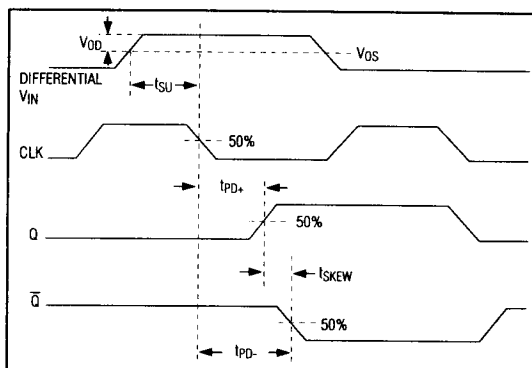 VOD
VOS
DIFFERENTIAL
VIN
tSU
CLK
50%
tPD+
Q
50%
tSKEW
Q̅
50%
tPD-